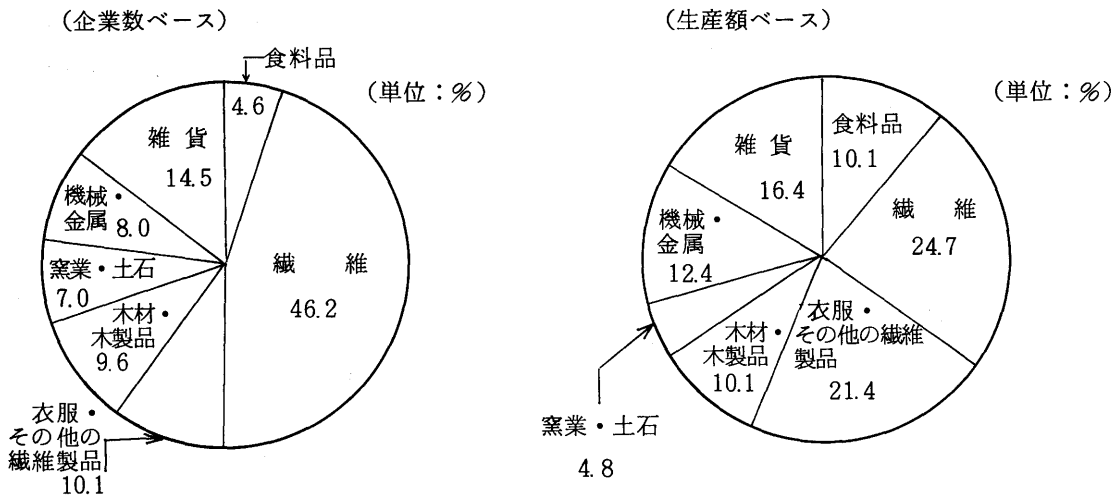 (企業数ベース)
食料品
4.6
(単位:%)
雑貨
14.5
機械・
金属 8.0
窯業・土石
7.0
木材・
木製品
9.6
衣服・
その他の
繊維製品
10.1
繊維
46.2
(生産額ベース)
(単位:%)
食料品
10.1
雑貨
16.4
繊維
24.7
機械・
金属
12.4
衣服・
その他の繊維
製品
21.4
木材・
木製品
10.1
窯業・土石
4.8